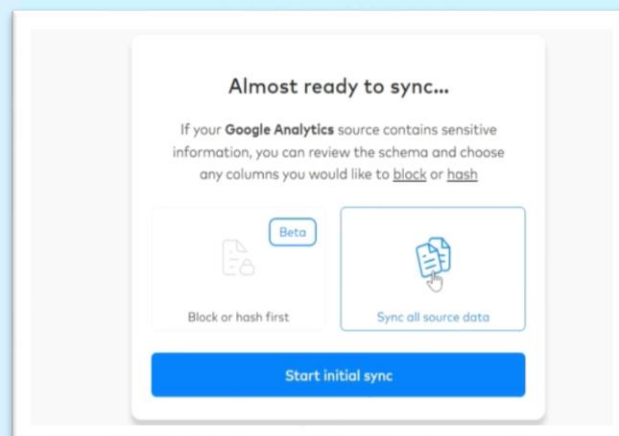 Almost ready to sync...
If your Google Analytics source contains sensitive
information, you can review the schema and choose
any columns you would like to block or hash
Beta
Block or hash first
Sync all source data
Start initial sync